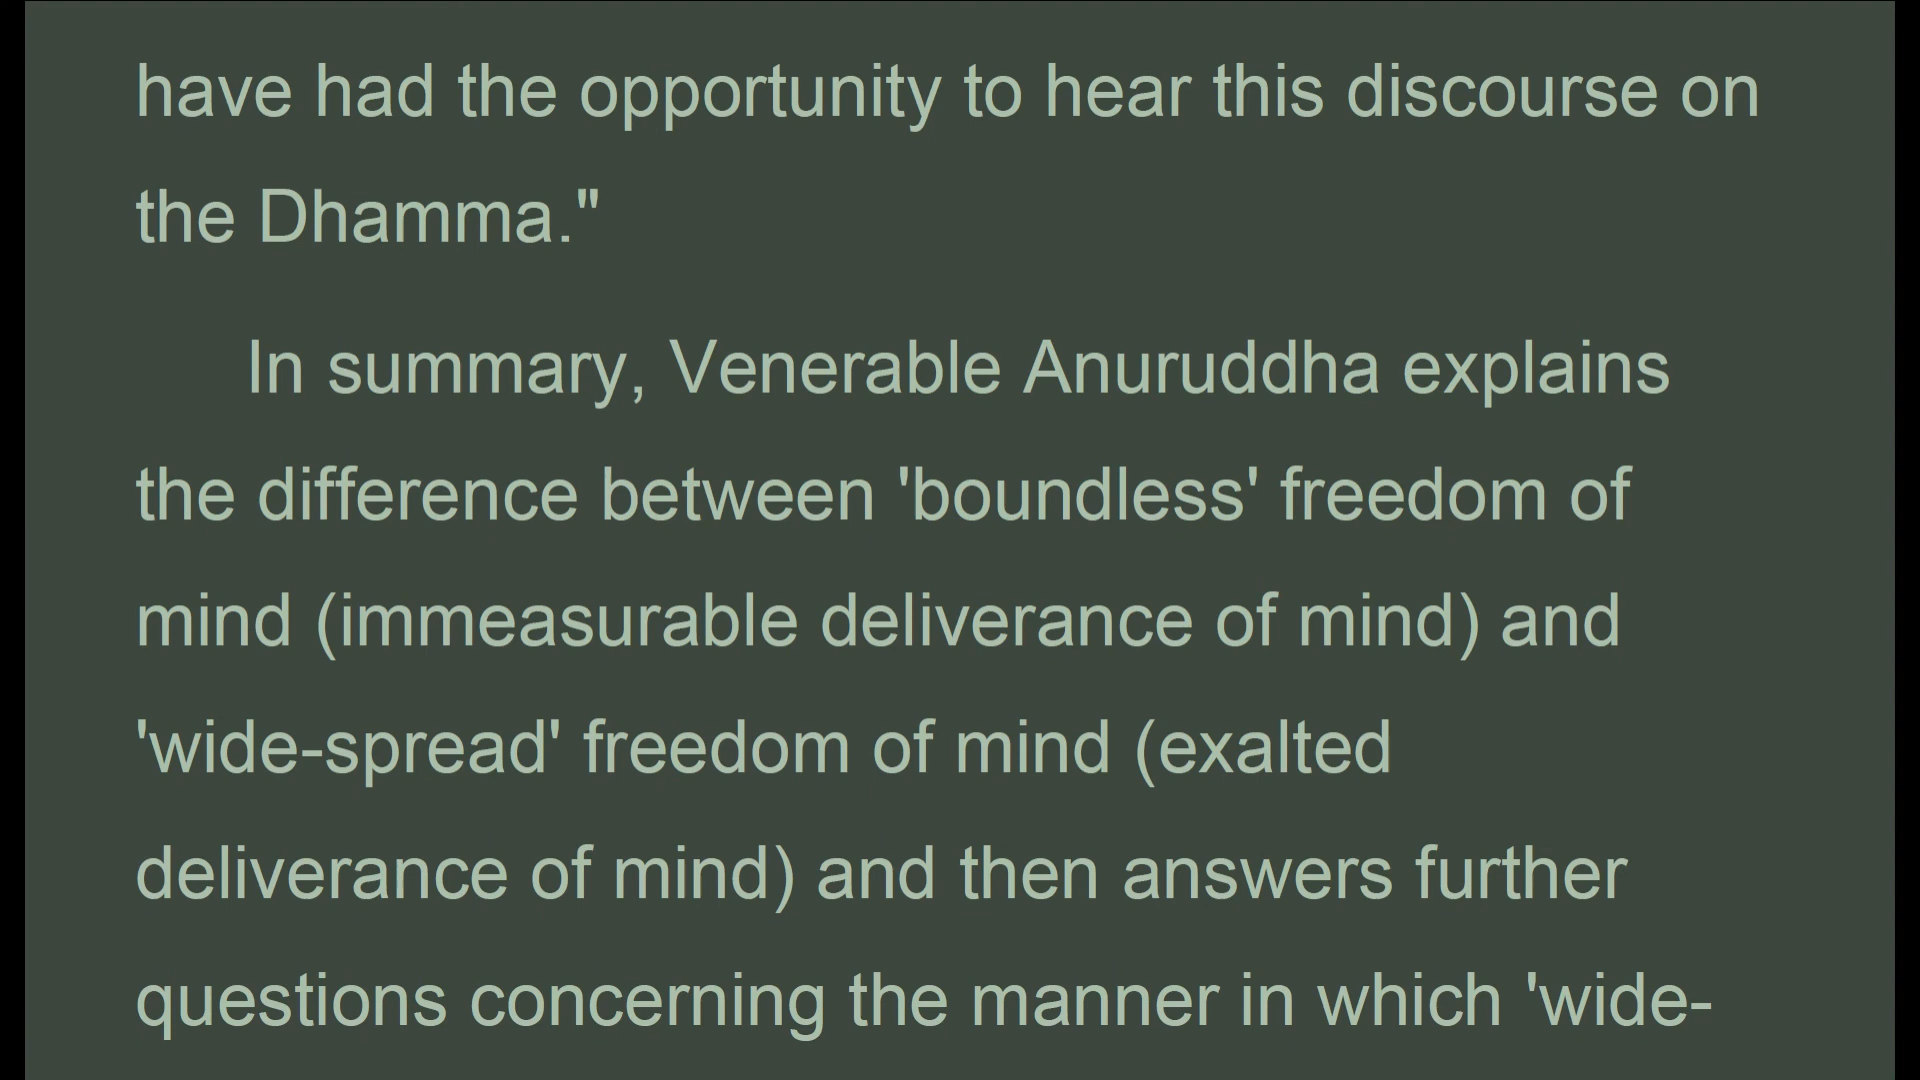 have had the opportunity to hear this discourse on
the Dhamma."
In summary, Venerable Anuruddha explains
the difference between 'boundless' freedom of
mind (immeasurable deliverance of mind) and
'wide-spread' freedom of mind (exalted
deliverance of mind) and then answers further
questions concerning the manner in which 'wide-